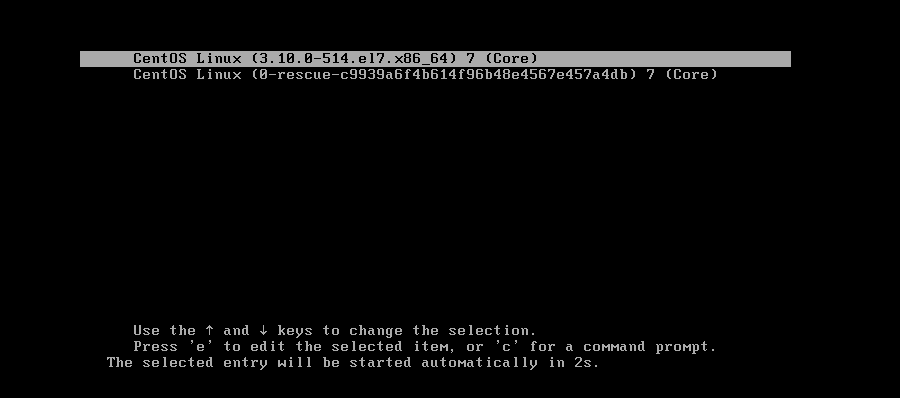 CentOS Linux (3.10.0-514.el7.x86_64) 7 (Core)
CentOS Linux (0-rescue-c9939a6f4b614f96b48e4567e457a4db) 7 (Core)
Use the ↑ and ↓ keys to change the selection.
Press 'e' to edit the selected item, or 'c' for a command prompt.
The selected entry will be started automatically in 2s.